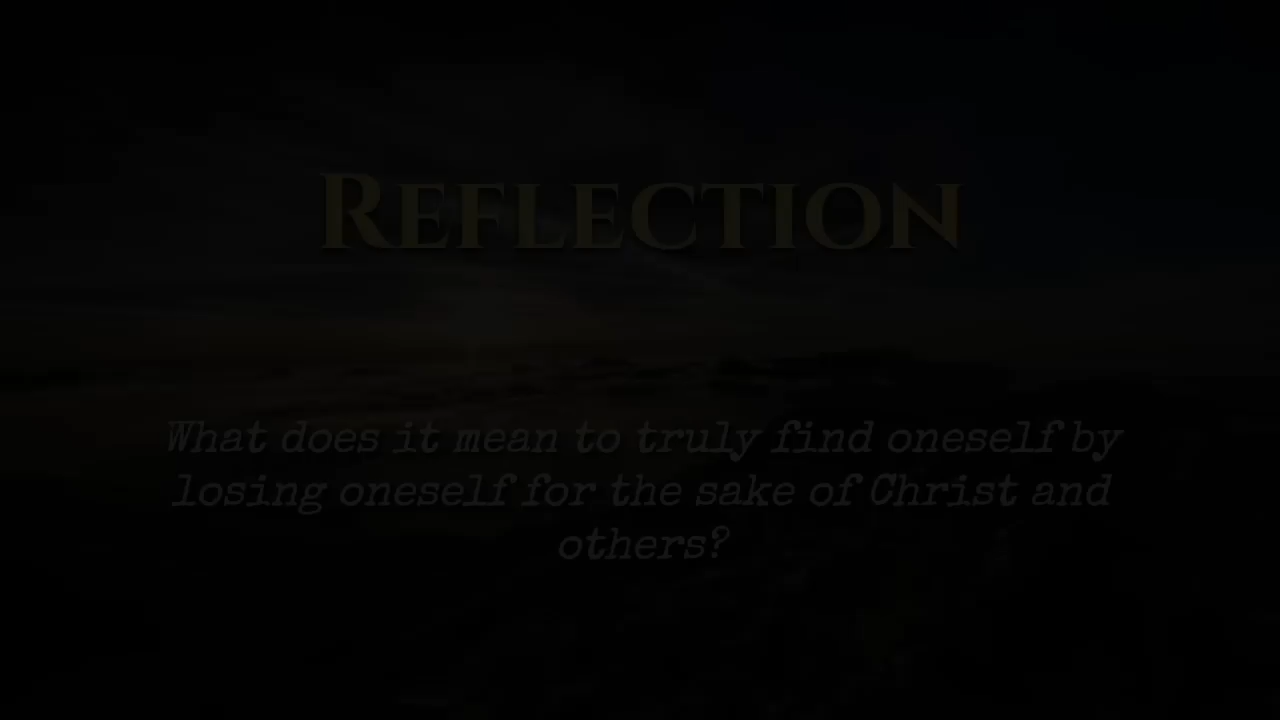 Reflection
What does it mean to truly find oneself by
losing oneself for the sake of Christ and
others?